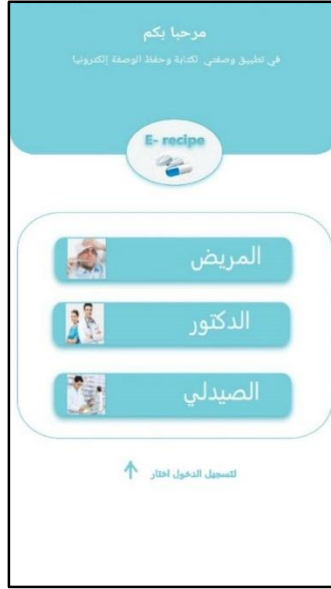 مرحبا بكم
في تطبيق وصفتي لكتابة وحفظ الوصفة إلكترونيا
E- recipe
المريض
الدكتور
الصيدلي
لتسجيل الدخول اختار